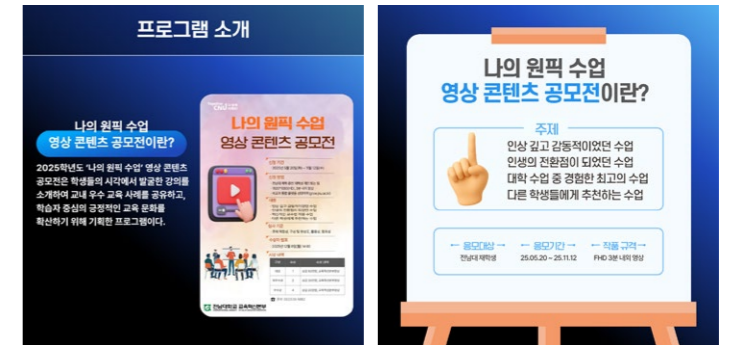 프로그램 소개
나의 원픽 수업
영상 콘텐츠 공모전이란?
2025학년도 '나의 원픽 수업' 영상 콘텐츠
공모전은 학생들의 시각에서 발굴한 강의를
소개하여 교내 우수 교육 사례를 공유하고,
학습자 중심의 긍정적인 교육 문화를
확산하기 위해 기획한 프로그램이다.
나의 원픽 수업
영상 콘텐츠 공모전
전남대학교 교육혁신본부
나의 원픽 수업
영상 콘텐츠 공모전이란?
주제
인상 깊고 감동적이었던 수업
인생의 전환점이 되었던 수업
대학 수업 중 경험한 최고의 수업
다른 학생들에게 추천하는 수업
← 응모대상 → ← 응모기간 → ← 작품 규격 →
전남대 재학생 25.05.20 ~ 25.11.12 FHD 3분 내외 영상